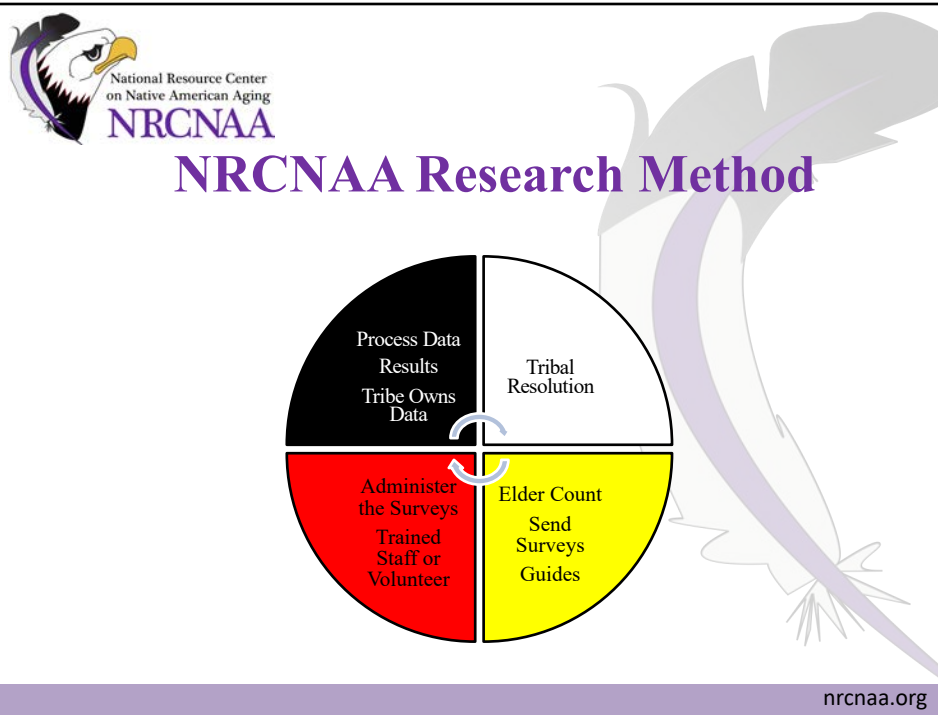 National Resource Center
on Native American Aging
NRCNAA
NRCNAA Research Method
Process Data
Results
Tribe Owns
Data
Tribal
Resolution
Administer
the Surveys
Trained
Staff or
Volunteer
Elder Count
Send
Surveys
Guides
nrcnaa.org